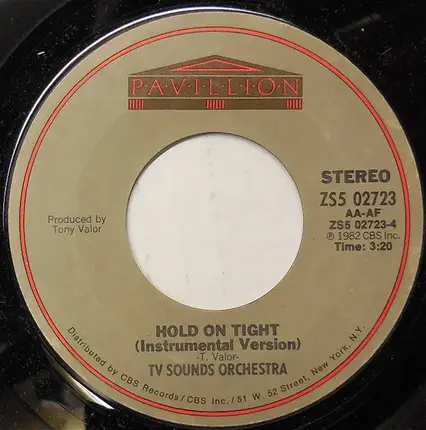 P·A·V·I·L·L·I·O·N
STEREO
ZS5 02723
AA-AF
ZS5 02723-4
℗ 1982 CBS Inc.
Time: 3:20
Produced by
Tony Valor
HOLD ON TIGHT
(Instrumental Version)
-T. Valor-
TV SOUNDS ORCHESTRA
Distributed by CBS Records/CBS Inc./51 W. 52 Street, New York, N.Y.